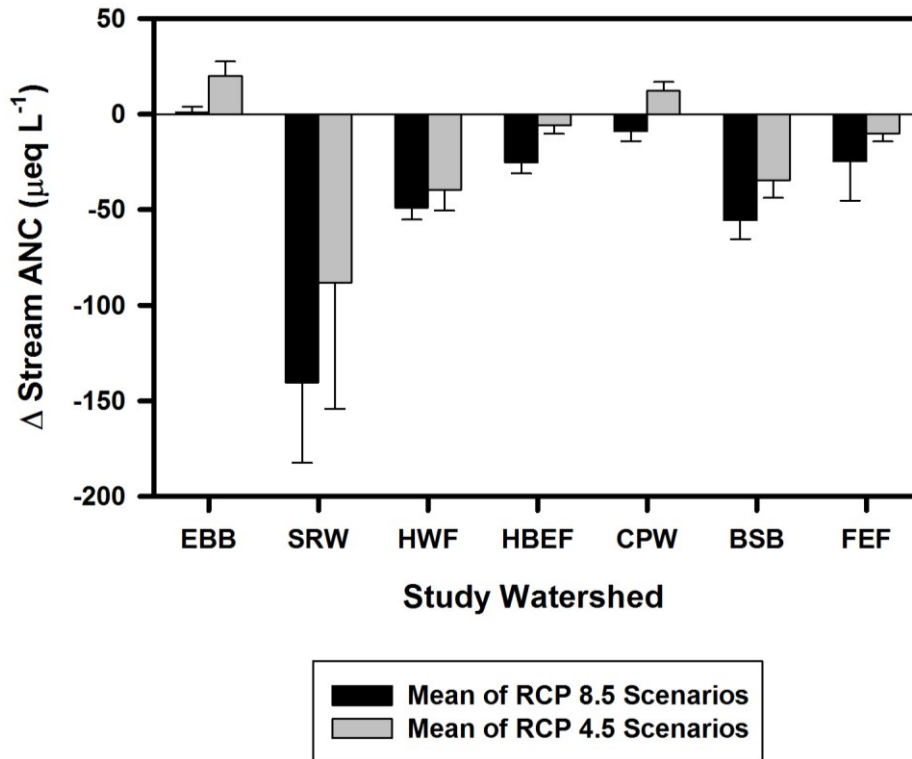 50
0
-50
-100
-150
-200
Δ Stream ANC (μeq L⁻¹)
EBB SRW HWF HBEF CPW BSB FEF
Study Watershed
Mean of RCP 8.5 Scenarios
Mean of RCP 4.5 Scenarios